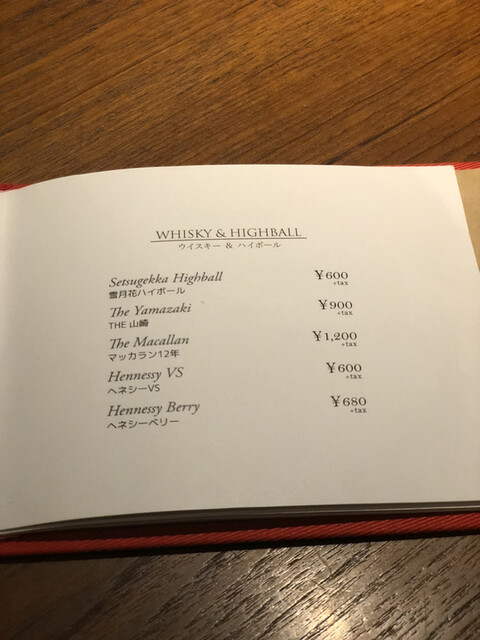 WHISKY & HIGHBALL
ウイスキー & ハイボール
Setsugekka Highball ¥600
雪月花ハイボール +tax
The Yamazaki ¥900
THE 山崎 +tax
The Macallan ¥1,200
マッカラン12年 +tax
Hennessy VS ¥600
ヘネシーVS +tax
Hennessy Berry ¥680
ヘネシーベリー +tax